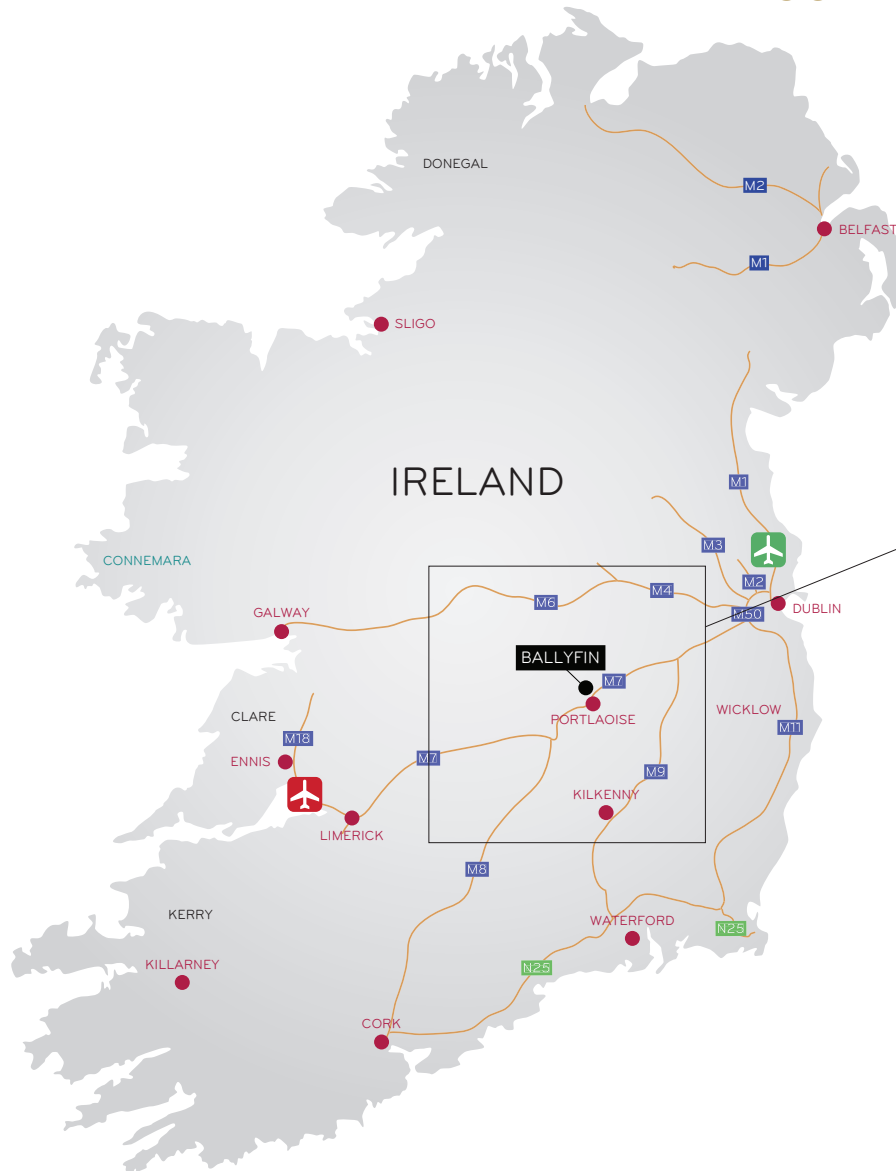 DONEGAL
M2
BELFAST
M1
SLIGO
IRELAND
M1
M3
CONNEMARA
M2
M4
M6
GALWAY
DUBLIN
M50
BALLYFIN
M7
CLARE
PORTLAOISE
WICKLOW
M11
M18
ENNIS
M7
M9
KILKENNY
LIMERICK
M8
KERRY
WATERFORD
N25
KILLARNEY
N25
CORK